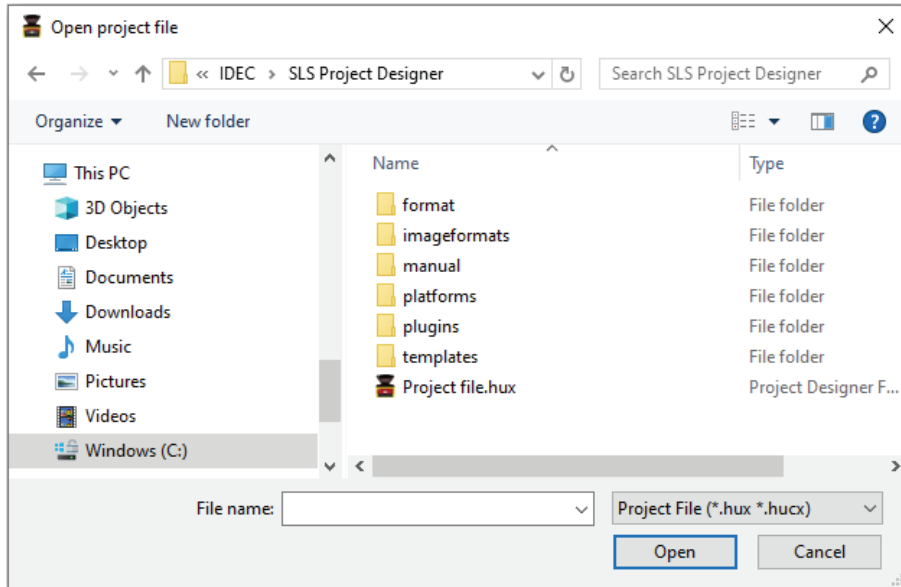 Open project file
« IDEC > SLS Project Designer
Search SLS Project Designer
Organize
New folder
This PC
3D Objects
Desktop
Documents
Downloads
Music
Pictures
Videos
Windows (C:)
Name Type
format File folder
imageformats File folder
manual File folder
platforms File folder
plugins File folder
templates File folder
Project file.hux Project Designer F...
File name:
Project File (*.hux *.hucx)
Open Cancel